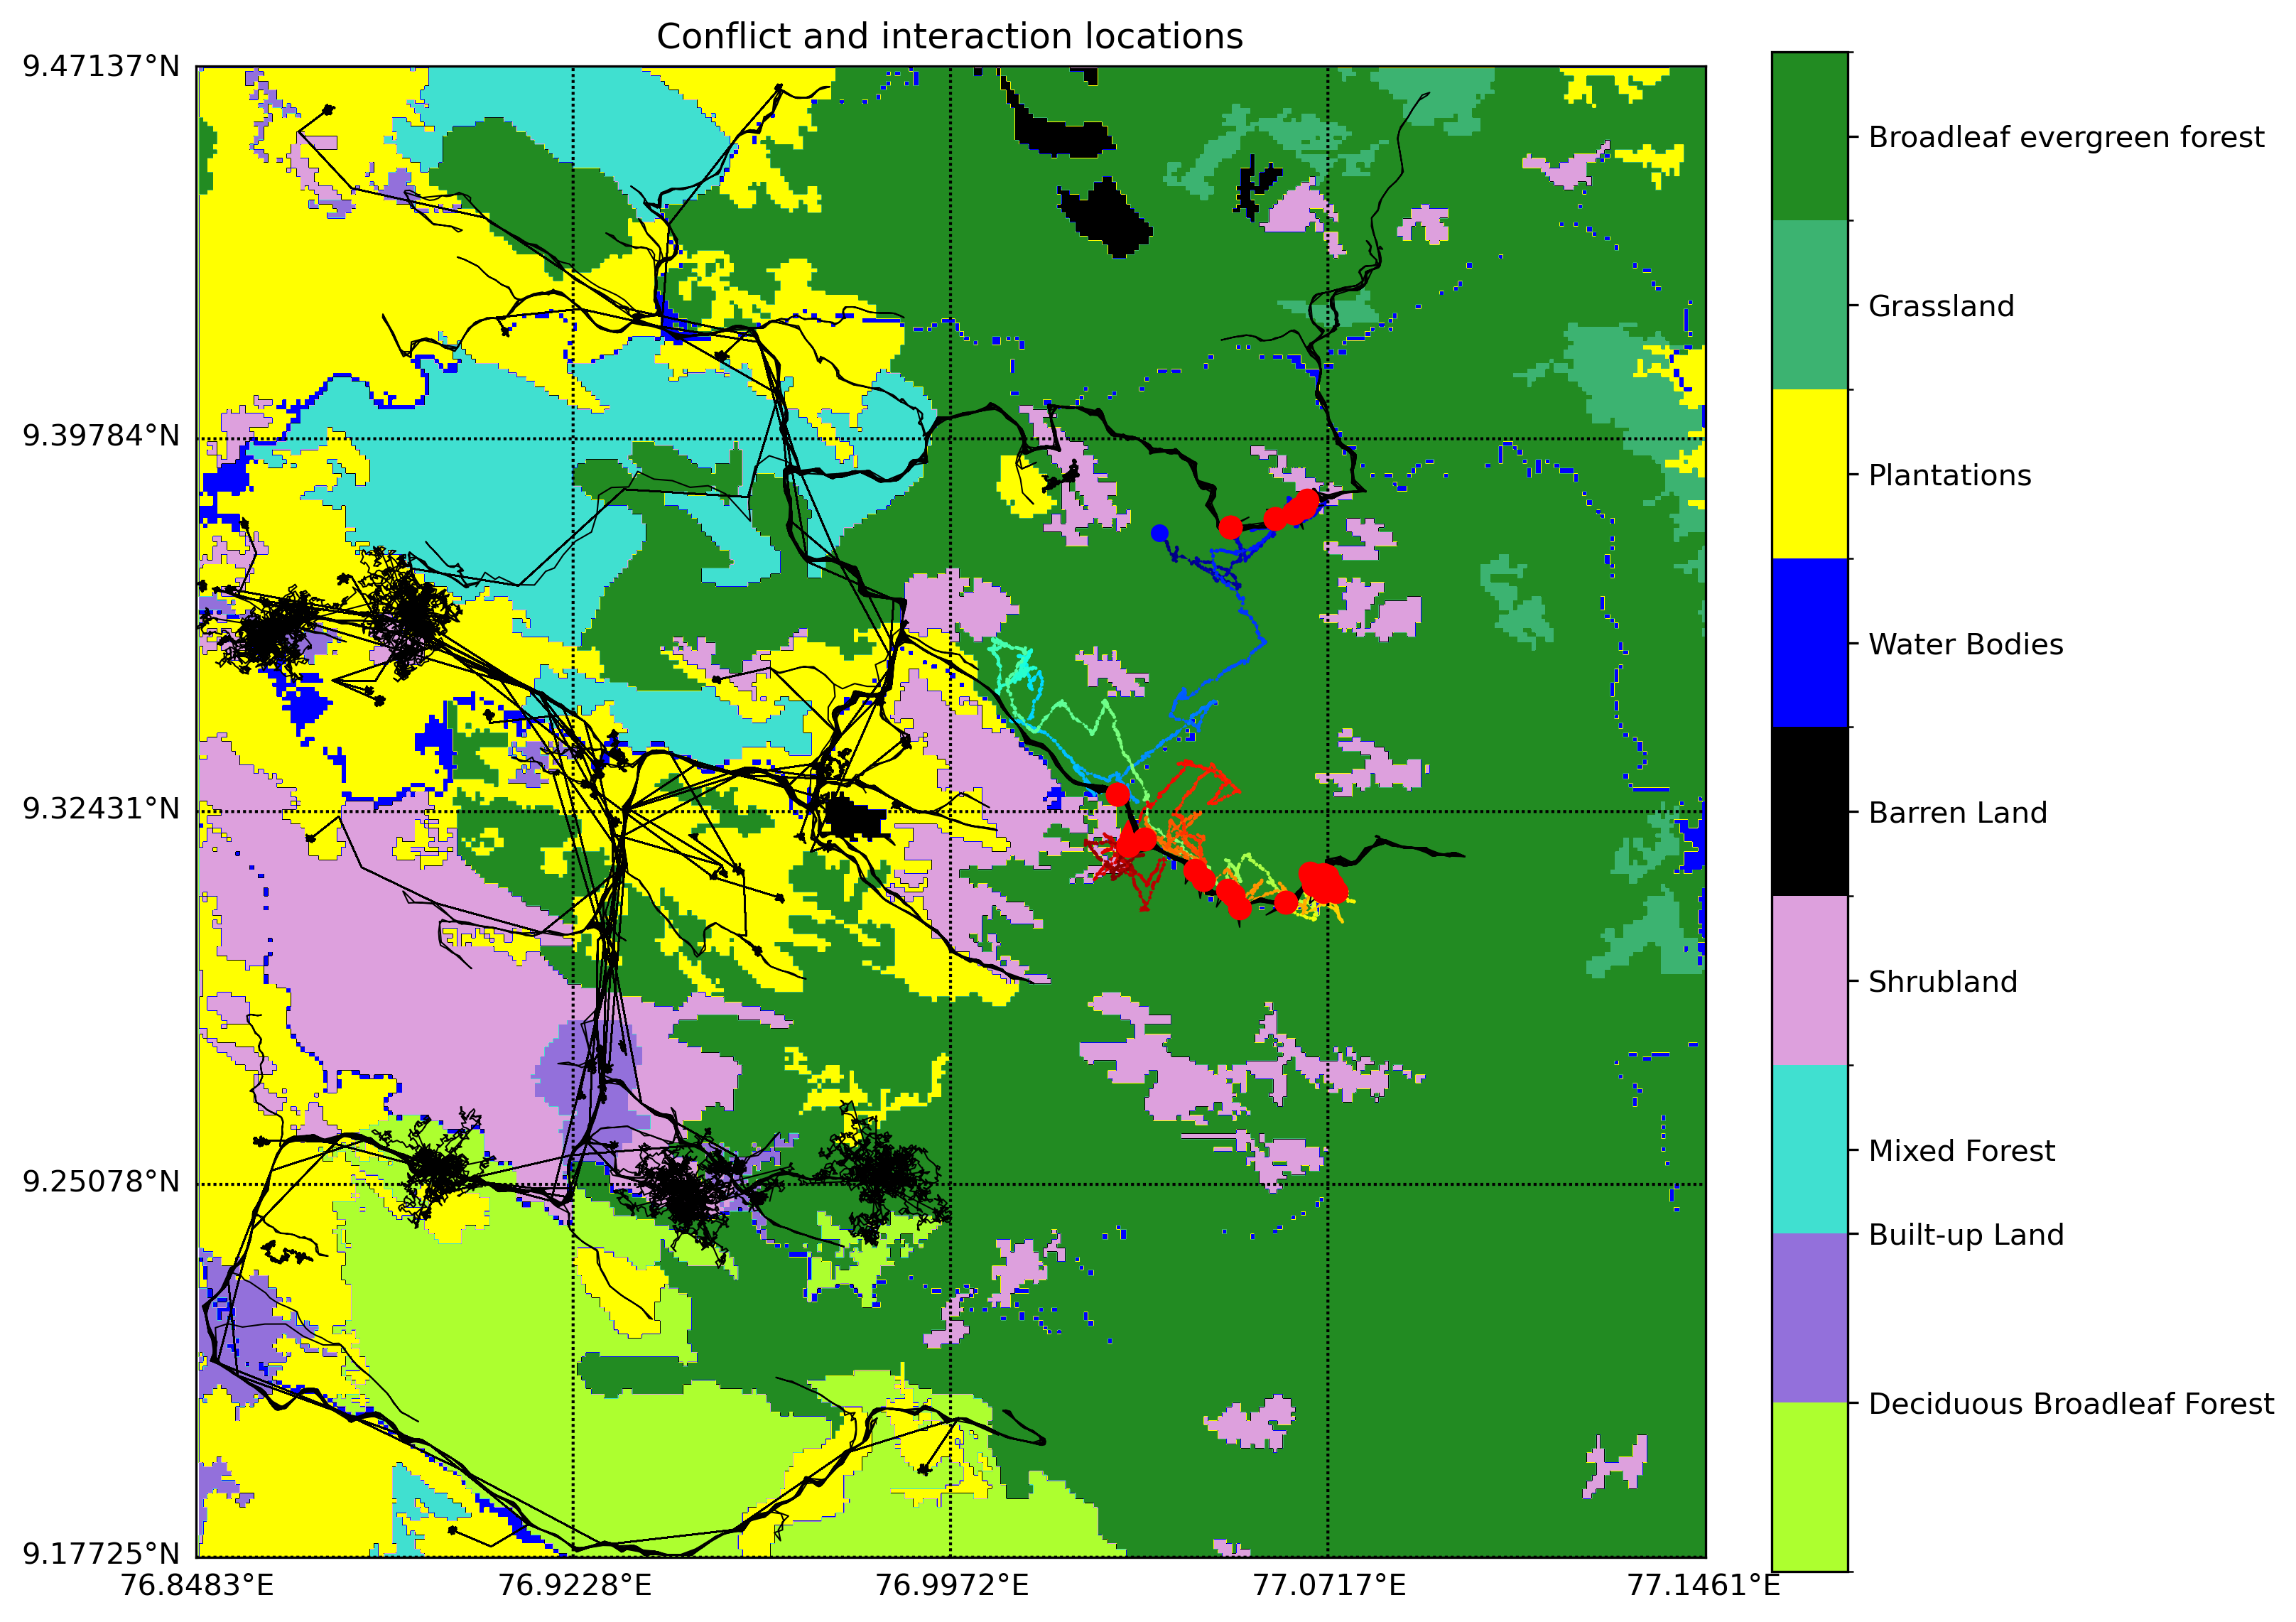 Conflict and interaction locations
9.47137°N
9.39784°N
9.32431°N
9.25078°N
9.17725°N
76.8483°E
76.9228°E
76.9972°E
77.0717°E
77.1461°E
Broadleaf evergreen forest
Grassland
Plantations
Water Bodies
Barren Land
Shrubland
Mixed Forest
Built-up Land
Deciduous Broadleaf Forest